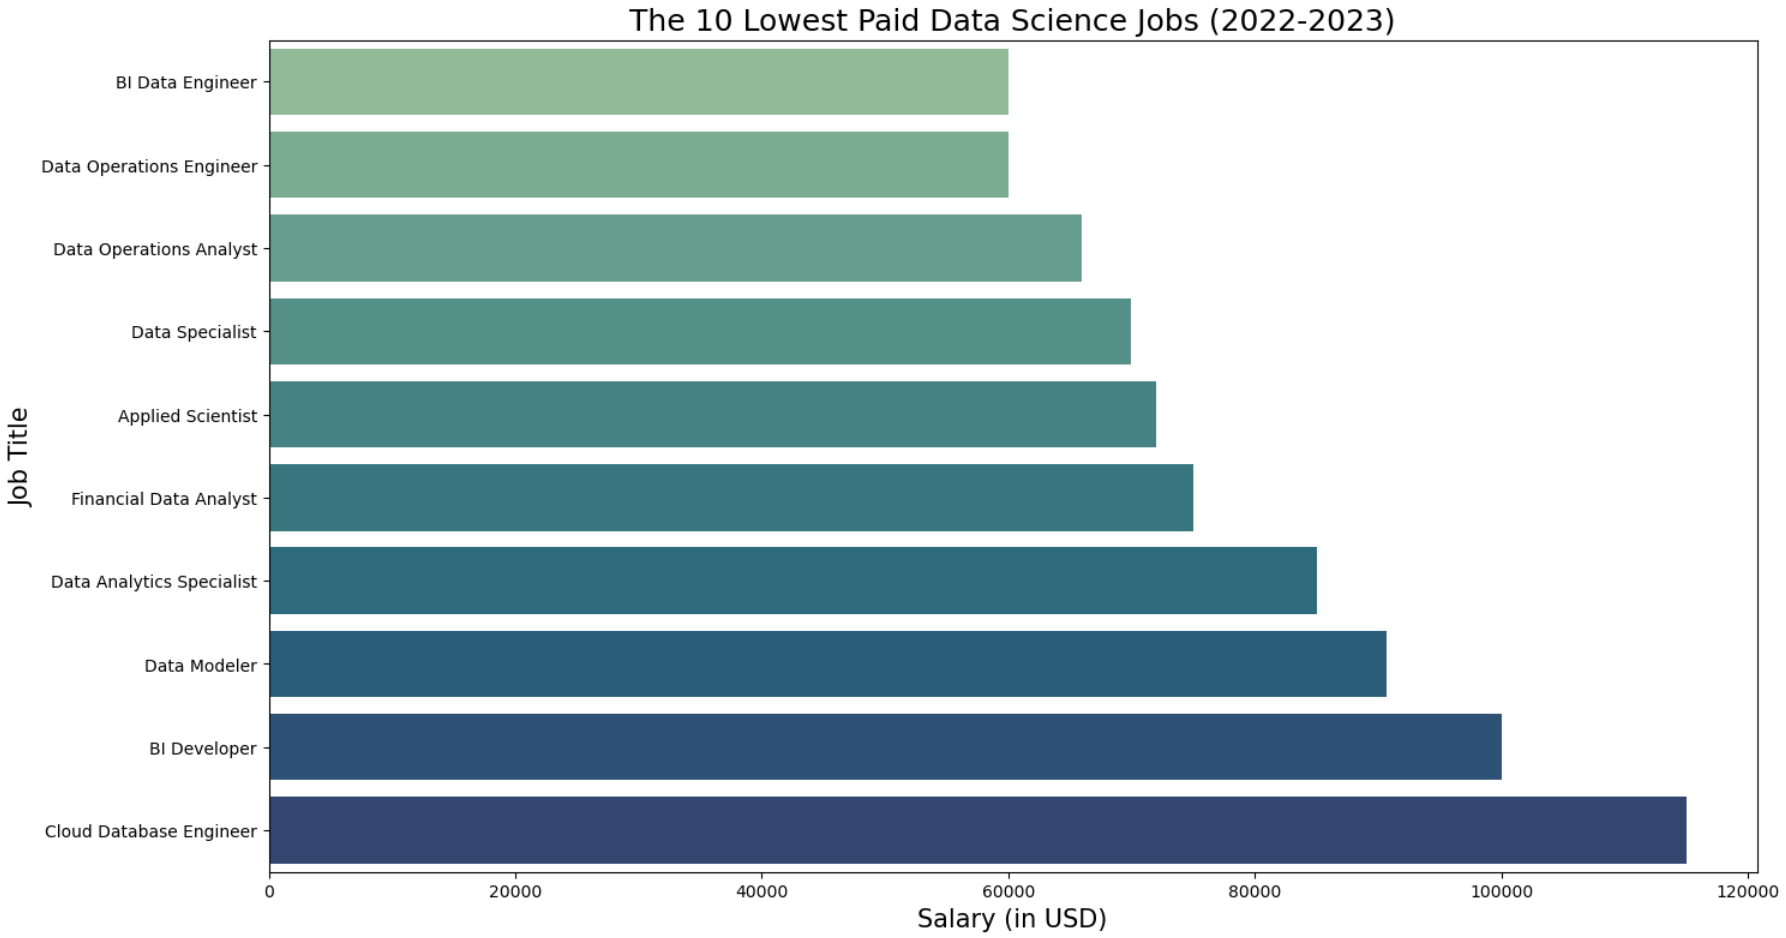 The 10 Lowest Paid Data Science Jobs (2022-2023)
Job Title
BI Data Engineer
Data Operations Engineer
Data Operations Analyst
Data Specialist
Applied Scientist
Financial Data Analyst
Data Analytics Specialist
Data Modeler
BI Developer
Cloud Database Engineer
0 20000 40000 60000 80000 100000 120000
Salary (in USD)